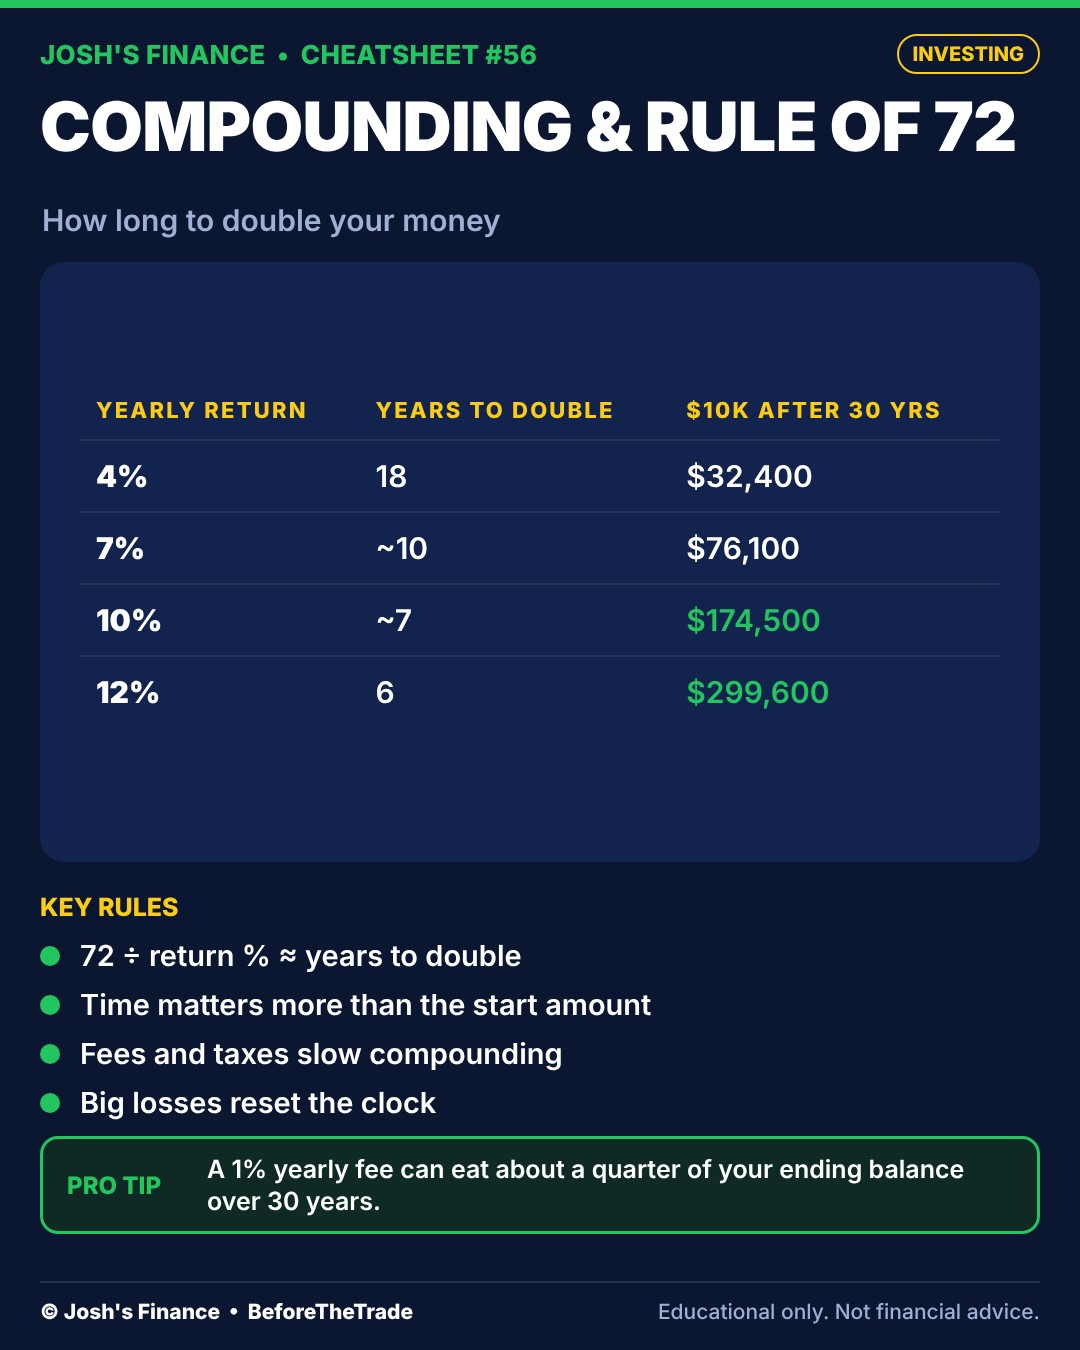 JOSH'S FINANCE • CHEATSHEET #56
INVESTING
COMPOUNDING & RULE OF 72
How long to double your money
YEARLY RETURN YEARS TO DOUBLE $10K AFTER 30 YRS
4% 18 $32,400
7% ~10 $76,100
10% ~7 $174,500
12% 6 $299,600
KEY RULES
72 ÷ return % ≈ years to double
Time matters more than the start amount
Fees and taxes slow compounding
Big losses reset the clock
PRO TIP
A 1% yearly fee can eat about a quarter of your ending balance
over 30 years.
© Josh's Finance • BeforeTheTrade
Educational only. Not financial advice.